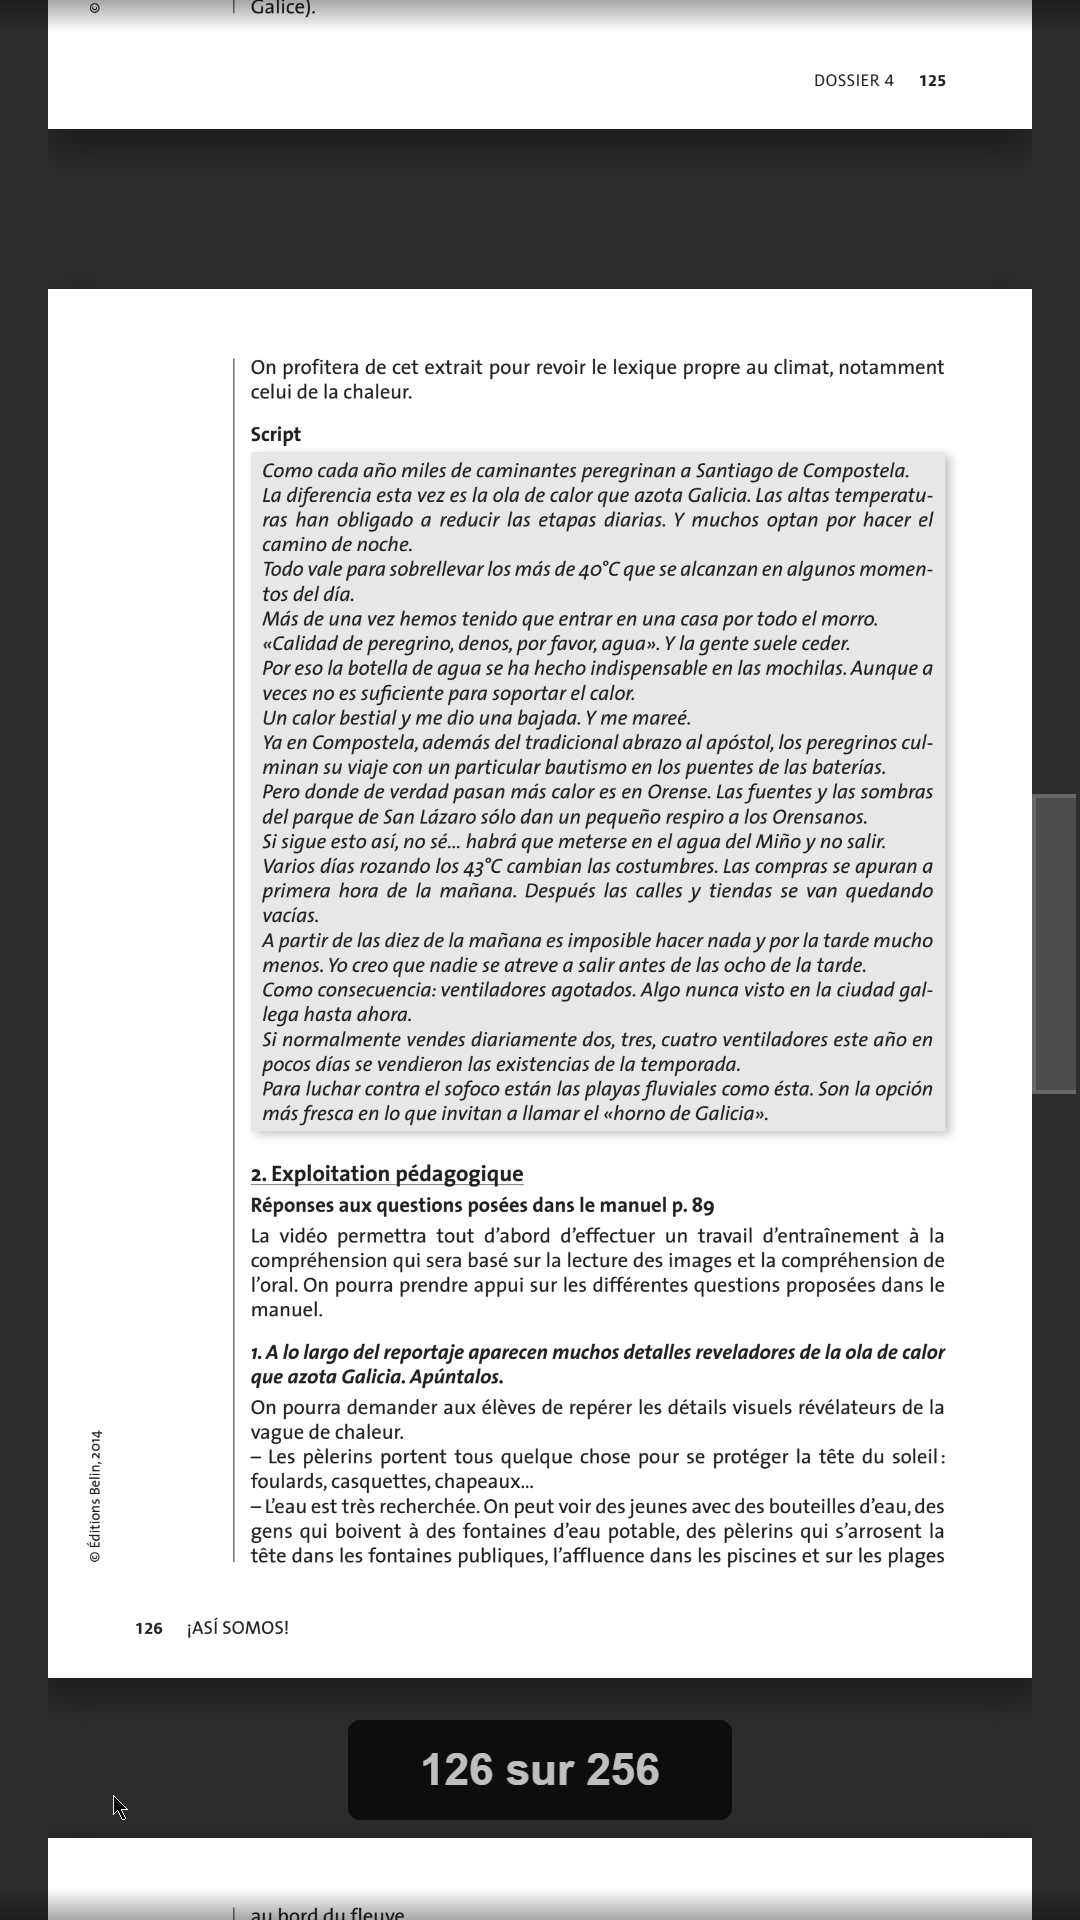 ©
Galice).
DOSSIER 4 125
On profitera de cet extrait pour revoir le lexique propre au climat, notamment
celui de la chaleur.
Script
Como cada año miles de caminantes peregrinan a Santiago de Compostela.
La diferencia esta vez es la ola de calor que azota Galicia. Las altas temperatu-
ras han obligado a reducir las etapas diarias. Y muchos optan por hacer el
camino de noche.
Todo vale para sobrellevar los más de 40°C que se alcanzan en algunos momen-
tos del día.
Más de una vez hemos tenido que entrar en una casa por todo el morro.
«Calidad de peregrino, denos, por favor, agua». Y la gente suele ceder.
Por eso la botella de agua se ha hecho indispensable en las mochilas. Aunque a
veces no es suficiente para soportar el calor.
Un calor bestial y me dio una bajada. Y me mareé.
Ya en Compostela, además del tradicional abrazo al apóstol, los peregrinos cul-
minan su viaje con un particular bautismo en los puentes de las baterías.
Pero donde de verdad pasan más calor es en Orense. Las fuentes y las sombras
del parque de San Lázaro sólo dan un pequeño respiro a los Orensanos.
Si sigue esto así, no sé... habrá que meterse en el agua del Miño y no salir.
Varios días rozando los 43°C cambian las costumbres. Las compras se apuran a
primera hora de la mañana. Después las calles y tiendas se van quedando
vacías.
A partir de las diez de la mañana es imposible hacer nada y por la tarde mucho
menos. Yo creo que nadie se atreve a salir antes de las ocho de la tarde.
Como consecuencia: ventiladores agotados. Algo nunca visto en la ciudad gal-
lega hasta ahora.
Si normalmente vendes diariamente dos, tres, cuatro ventiladores este año en
pocos días se vendieron las existencias de la temporada.
Para luchar contra el sofoco están las playas fluviales como ésta. Son la opción
más fresca en lo que invitan a llamar el «horno de Galicia».
2. Exploitation pédagogique
Réponses aux questions posées dans le manuel p. 89
La vidéo permettra tout d'abord d'effectuer un travail d'entraînement à la
compréhension qui sera basé sur la lecture des images et la compréhension de
l'oral. On pourra prendre appui sur les différentes questions proposées dans le
manuel.
1. A lo largo del reportaje aparecen muchos detalles reveladores de la ola de calor
que azota Galicia. Apúntalos.
On pourra demander aux élèves de repérer les détails visuels révélateurs de la
vague de chaleur.
– Les pèlerins portent tous quelque chose pour se protéger la tête du soleil :
foulards, casquettes, chapeaux...
– L'eau est très recherchée. On peut voir des jeunes avec des bouteilles d'eau, des
gens qui boivent à des fontaines d'eau potable, des pèlerins qui s'arrosent la
tête dans les fontaines publiques, l'affluence dans les piscines et sur les plages
© Éditions Belin, 2014
126 ¡ASÍ SOMOS!
126 sur 256
au bord du fleuve